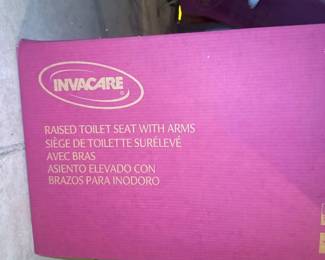 INVACARE®
RAISED TOILET SEAT WITH ARMS
SIÈGE DE TOILETTE SURÉLEVÉ
AVEC BRAS
ASIENTO ELEVADO CON
BRAZOS PARA INODORO